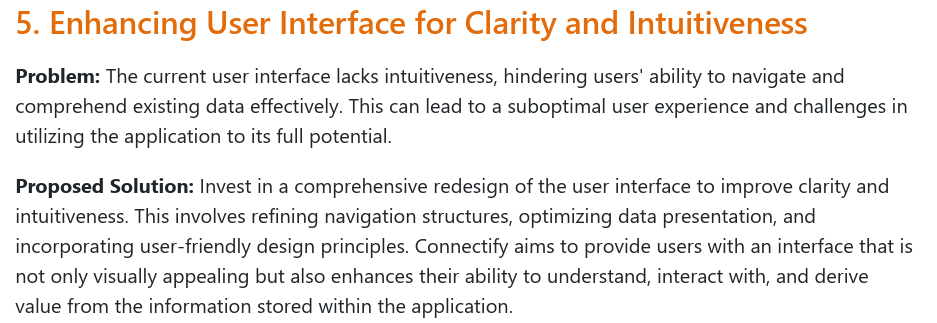 5. Enhancing User Interface for Clarity and Intuitiveness
Problem: The current user interface lacks intuitiveness, hindering users' ability to navigate and
comprehend existing data effectively. This can lead to a suboptimal user experience and challenges in
utilizing the application to its full potential.
Proposed Solution: Invest in a comprehensive redesign of the user interface to improve clarity and
intuitiveness. This involves refining navigation structures, optimizing data presentation, and
incorporating user-friendly design principles. Connectify aims to provide users with an interface that is
not only visually appealing but also enhances their ability to understand, interact with, and derive
value from the information stored within the application.